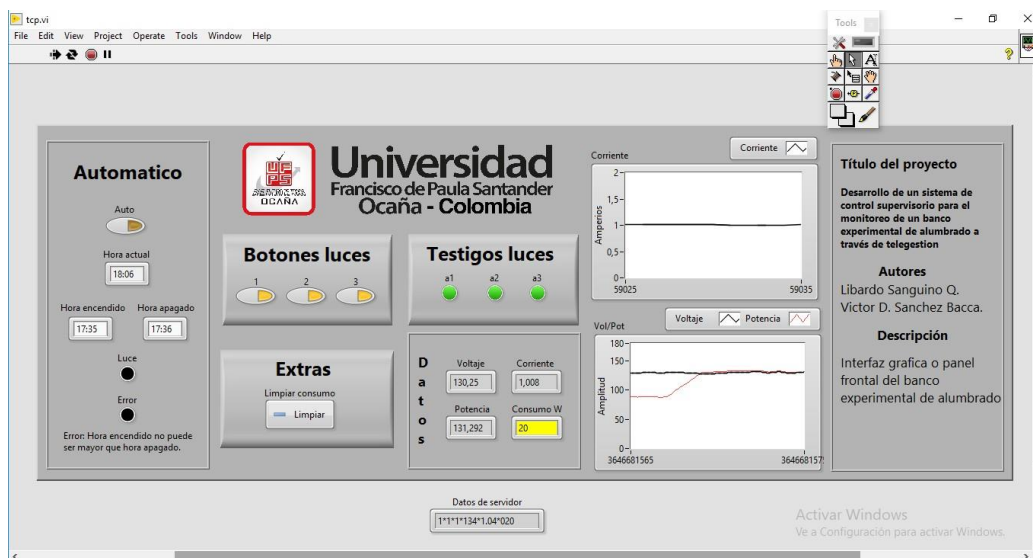 tcp.vi
File Edit View Project Operate Tools Window Help
Tools
Automatico
Auto
Hora actual
18:06
Hora encendido Hora apagado
17:35 17:36
Luce
Error
Error: Hora encendido no puede
ser mayor que hora apagado.
UFPS
OCAÑA
Universidad
Francisco de Paula Santander
Ocaña - Colombia
Botones luces
1 2 3
Testigos luces
a1 a2 a3
Extras
Limpiar consumo
Limpiar
Datos
Voltaje Corriente
130,25 1,008
Potencia Consumo W
131,292 20
Corriente
Corriente
Amperios
2
1,5
1
0,5
0
59025 59035
Vol/Pot
Voltaje Potencia
Amplitud
180
150
100
50
0
3646681565
Título del proyecto
Desarrollo de un sistema de
control supervisorio para el
monitoreo de un banco
experimental de alumbrado a
través de telegestion
Autores
Libardo Sanguino Q.
Victor D. Sanchez Bacca.
Descripción
Interfaz grafica o panel
frontal del banco
experimental de alumbrado
Datos de servidor
1*1*1*134*1.04*020
Activar Windows
Ve a Configuración para activar Windows.